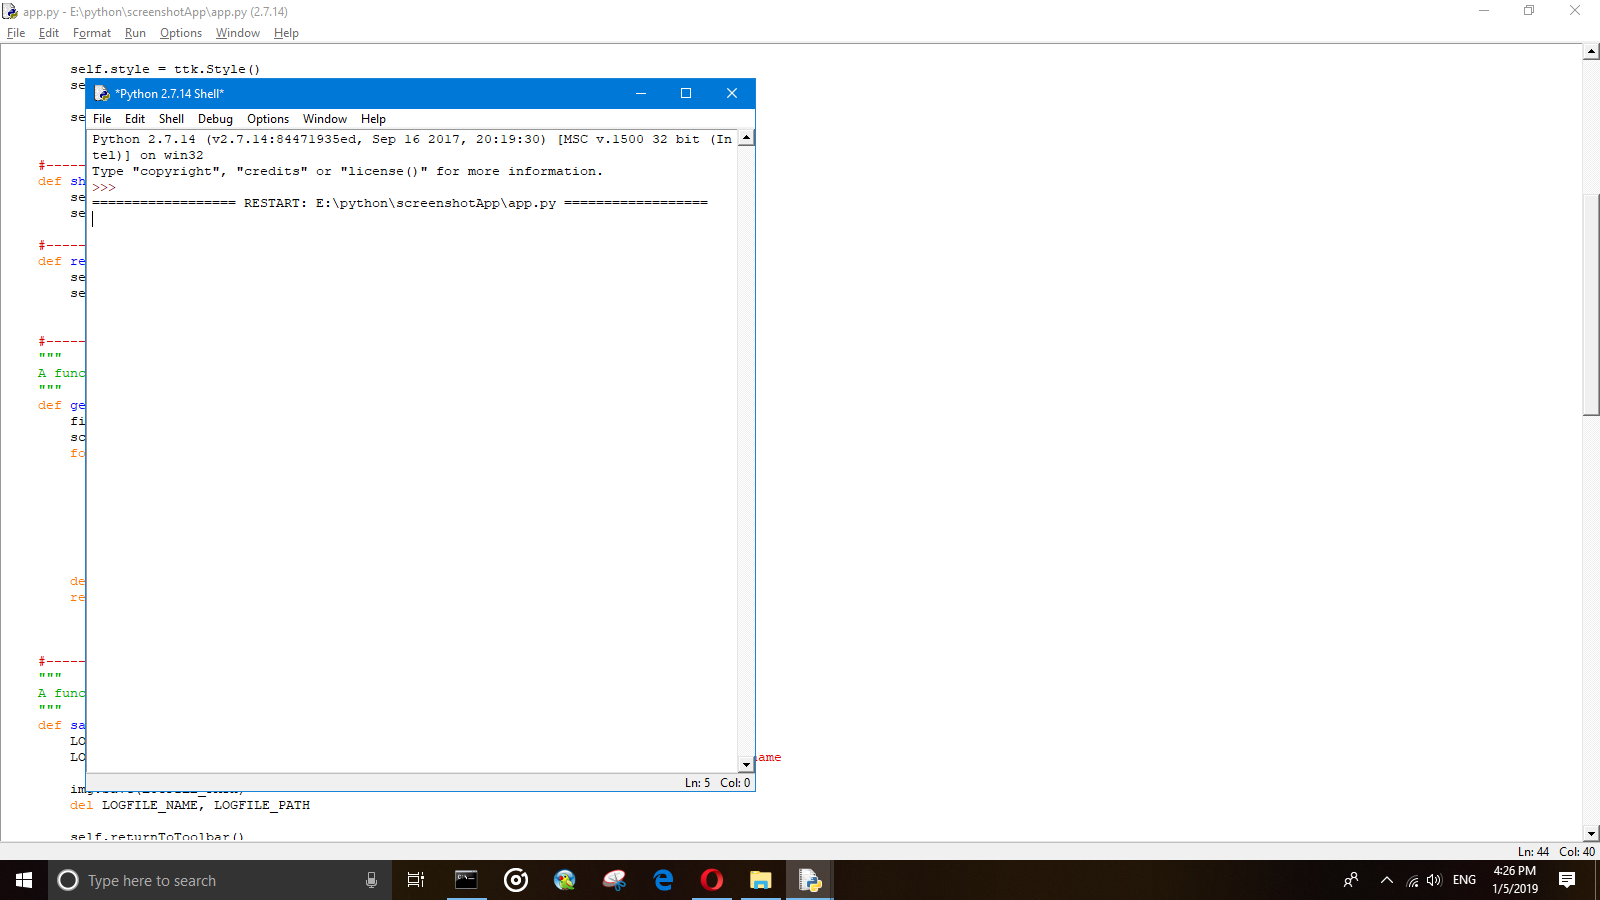 app.py - E:\python\screenshotApp\app.py (2.7.14)
File Edit Format Run Options Window Help
self.style = ttk.Style()
se
*Python 2.7.14 Shell*
se
File Edit Shell Debug Options Window Help
Python 2.7.14 (v2.7.14:84471935ed, Sep 16 2017, 20:19:30) [MSC v.1500 32 bit (In
tel)] on win32
#-----
Type "copyright", "credits" or "license()" for more information.
def sh
>>>
se
================== RESTART: E:\python\screenshotApp\app.py ==================
se
#-----
def re
se
se
#-----
"""
A func
"""
def ge
fi
sc
fo
de
re
#-----
"""
A func
"""
def sa
LO
LO
ame
Ln: 5 Col: 0
del LOGFILE_NAME, LOGFILE_PATH
self.returnToToolbar()
Ln: 44 Col: 40
Type here to search
ENG
4:26 PM
1/5/2019